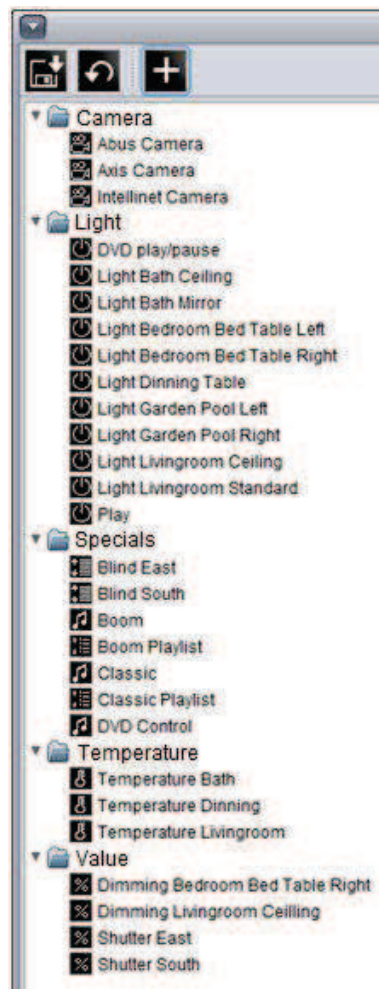 Camera
Abus Camera
Axis Camera
Intellinet Camera
Light
DVD play/pause
Light Bath Ceiling
Light Bath Mirror
Light Bedroom Bed Table Left
Light Bedroom Bed Table Right
Light Dinning Table
Light Garden Pool Left
Light Garden Pool Right
Light Livingroom Ceiling
Light Livingroom Standard
Play
Specials
Blind East
Blind South
Boom
Boom Playlist
Classic
Classic Playlist
DVD Control
Temperature
Temperature Bath
Temperature Dinning
Temperature Livingroom
Value
Dimming Bedroom Bed Table Right
Dimming Livingroom Ceilling
Shutter East
Shutter South